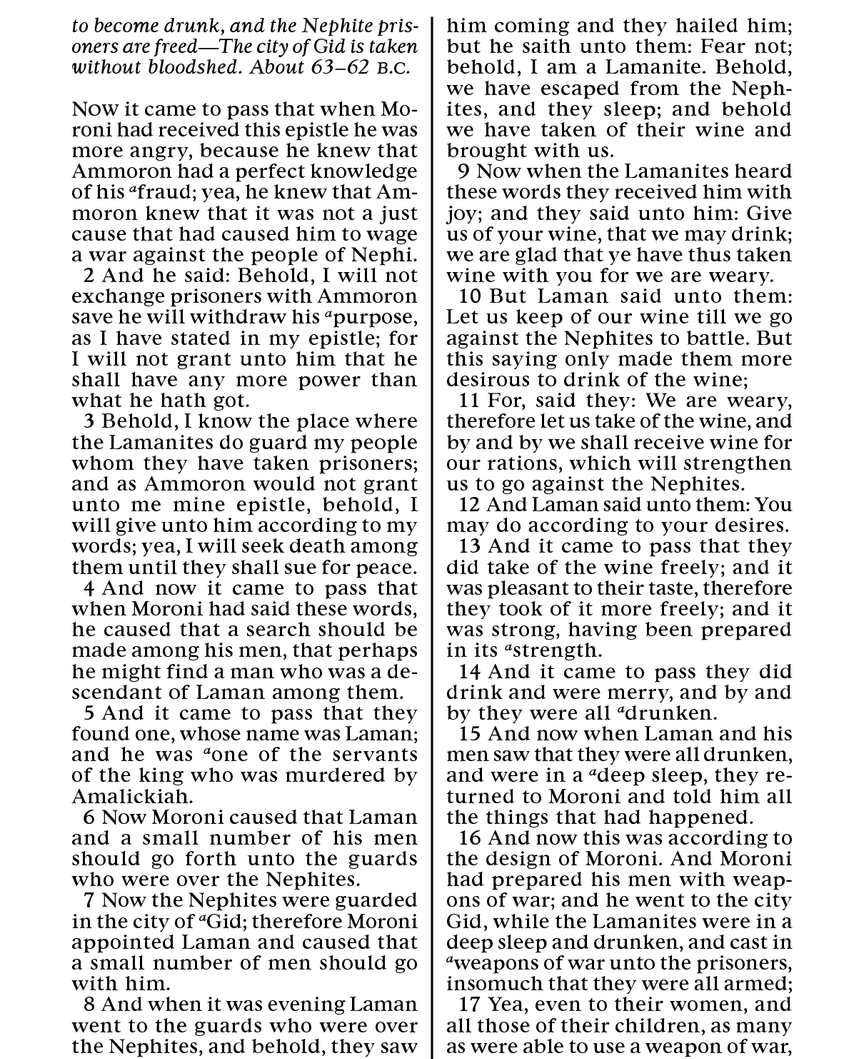 to become drunk, and the Nephite pris-
oners are freed—The city of Gid is taken
without bloodshed. About 63–62 B.C.
NOW it came to pass that when Mo-
roni had received this epistle he was
more angry, because he knew that
Ammoron had a perfect knowledge
of his ᵃfraud; yea, he knew that Am-
moron knew that it was not a just
cause that had caused him to wage
a war against the people of Nephi.
2 And he said: Behold, I will not
exchange prisoners with Ammoron
save he will withdraw his ᵃpurpose,
as I have stated in my epistle; for
I will not grant unto him that he
shall have any more power than
what he hath got.
3 Behold, I know the place where
the Lamanites do guard my people
whom they have taken prisoners;
and as Ammoron would not grant
unto me mine epistle, behold, I
will give unto him according to my
words; yea, I will seek death among
them until they shall sue for peace.
4 And now it came to pass that
when Moroni had said these words,
he caused that a search should be
made among his men, that perhaps
he might find a man who was a de-
scendant of Laman among them.
5 And it came to pass that they
found one, whose name was Laman;
and he was ᵃone of the servants
of the king who was murdered by
Amalickiah.
6 Now Moroni caused that Laman
and a small number of his men
should go forth unto the guards
who were over the Nephites.
7 Now the Nephites were guarded
in the city of ᵃGid; therefore Moroni
appointed Laman and caused that
a small number of men should go
with him.
8 And when it was evening Laman
went to the guards who were over
the Nephites, and behold, they saw
him coming and they hailed him;
but he saith unto them: Fear not;
behold, I am a Lamanite. Behold,
we have escaped from the Neph-
ites, and they sleep; and behold
we have taken of their wine and
brought with us.
9 Now when the Lamanites heard
these words they received him with
joy; and they said unto him: Give
us of your wine, that we may drink;
we are glad that ye have thus taken
wine with you for we are weary.
10 But Laman said unto them:
Let us keep of our wine till we go
against the Nephites to battle. But
this saying only made them more
desirous to drink of the wine;
11 For, said they: We are weary,
therefore let us take of the wine, and
by and by we shall receive wine for
our rations, which will strengthen
us to go against the Nephites.
12 And Laman said unto them: You
may do according to your desires.
13 And it came to pass that they
did take of the wine freely; and it
was pleasant to their taste, therefore
they took of it more freely; and it
was strong, having been prepared
in its ᵃstrength.
14 And it came to pass they did
drink and were merry, and by and
by they were all ᵃdrunken.
15 And now when Laman and his
men saw that they were all drunken,
and were in a ᵃdeep sleep, they re-
turned to Moroni and told him all
the things that had happened.
16 And now this was according to
the design of Moroni. And Moroni
had prepared his men with weap-
ons of war; and he went to the city
Gid, while the Lamanites were in a
deep sleep and drunken, and cast in
ᵃweapons of war unto the prisoners,
insomuch that they were all armed;
17 Yea, even to their women, and
all those of their children, as many
as were able to use a weapon of war,